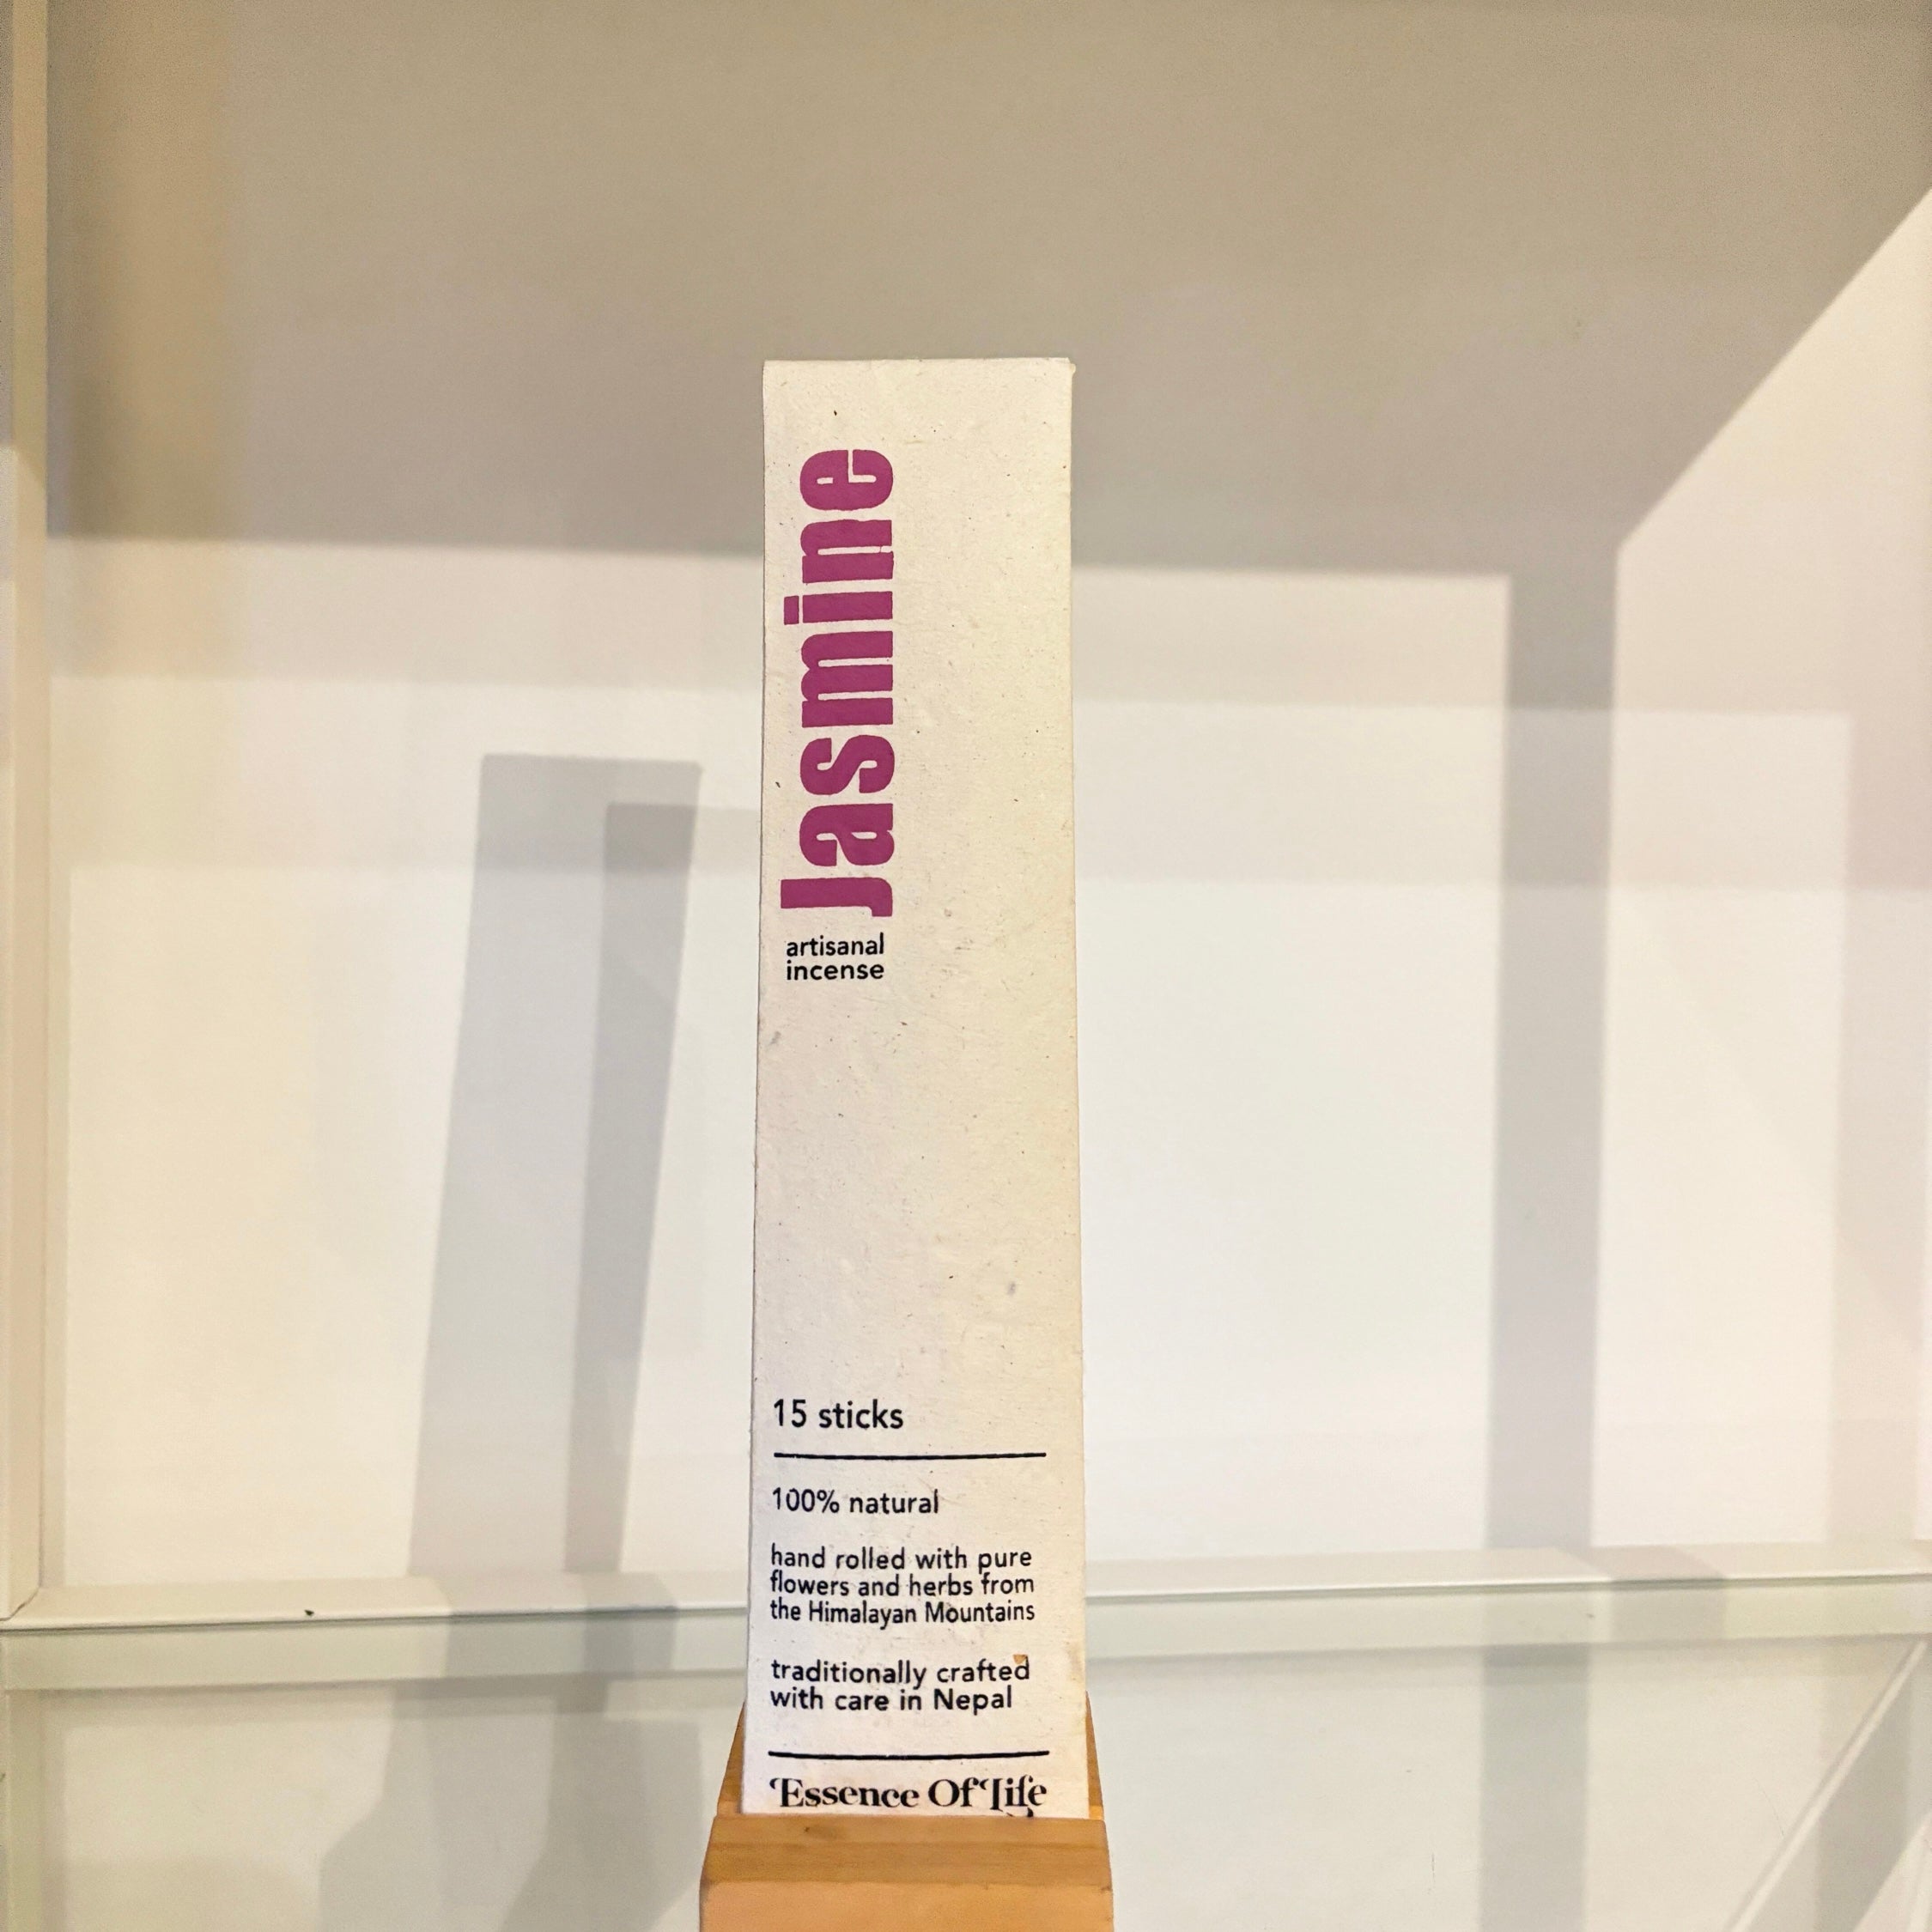 Jasmine
artisanal
incense
15 sticks
100% natural
hand rolled with pure
flowers and herbs from
the Himalayan Mountains
traditionally crafted
with care in Nepal
Essence Of Life